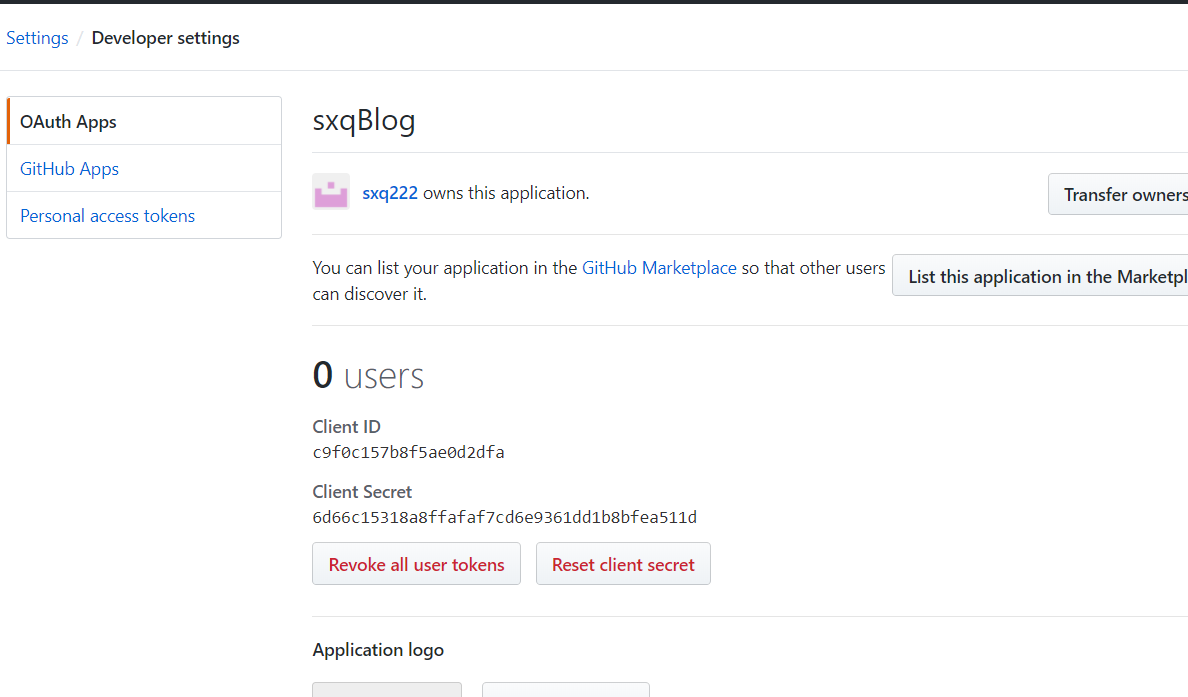 Settings / Developer settings
OAuth Apps
GitHub Apps
Personal access tokens
sxqBlog
sxq222 owns this application.
Transfer owners
You can list your application in the GitHub Marketplace so that other users
can discover it.
List this application in the Marketpl
0 users
Client ID
c9f0c157b8f5ae0d2dfa
Client Secret
6d66c15318a8ffafaf7cd6e9361dd1b8bfea511d
Revoke all user tokens
Reset client secret
Application logo